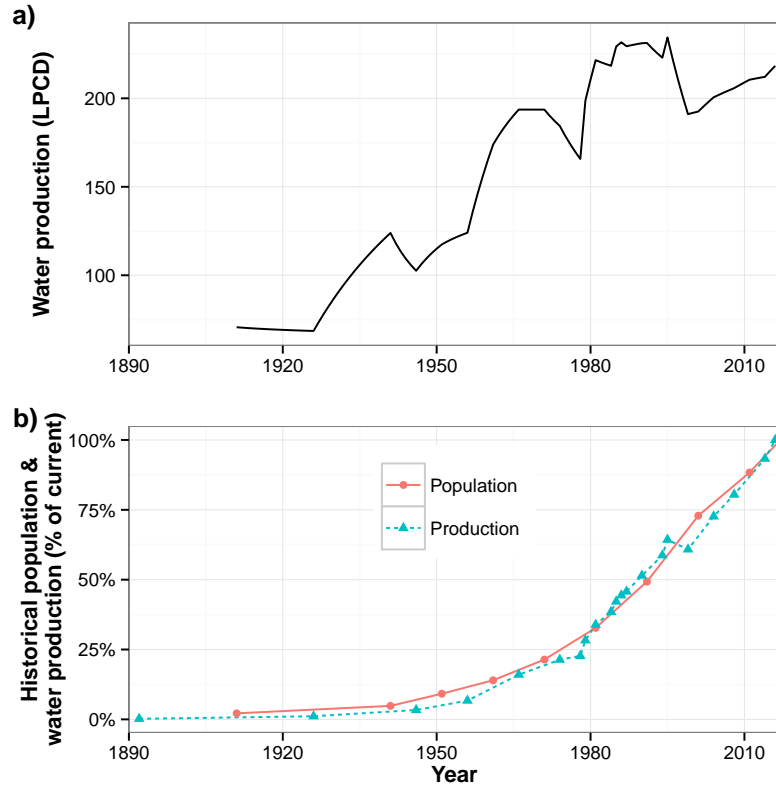 a)
Water production (LPCD)
200
150
100
1890 1920 1950 1980 2010
b)
Historical population &
water production (% of current)
100%
75%
50%
25%
0%
Population
Production
1890 1920 1950 1980 2010
Year